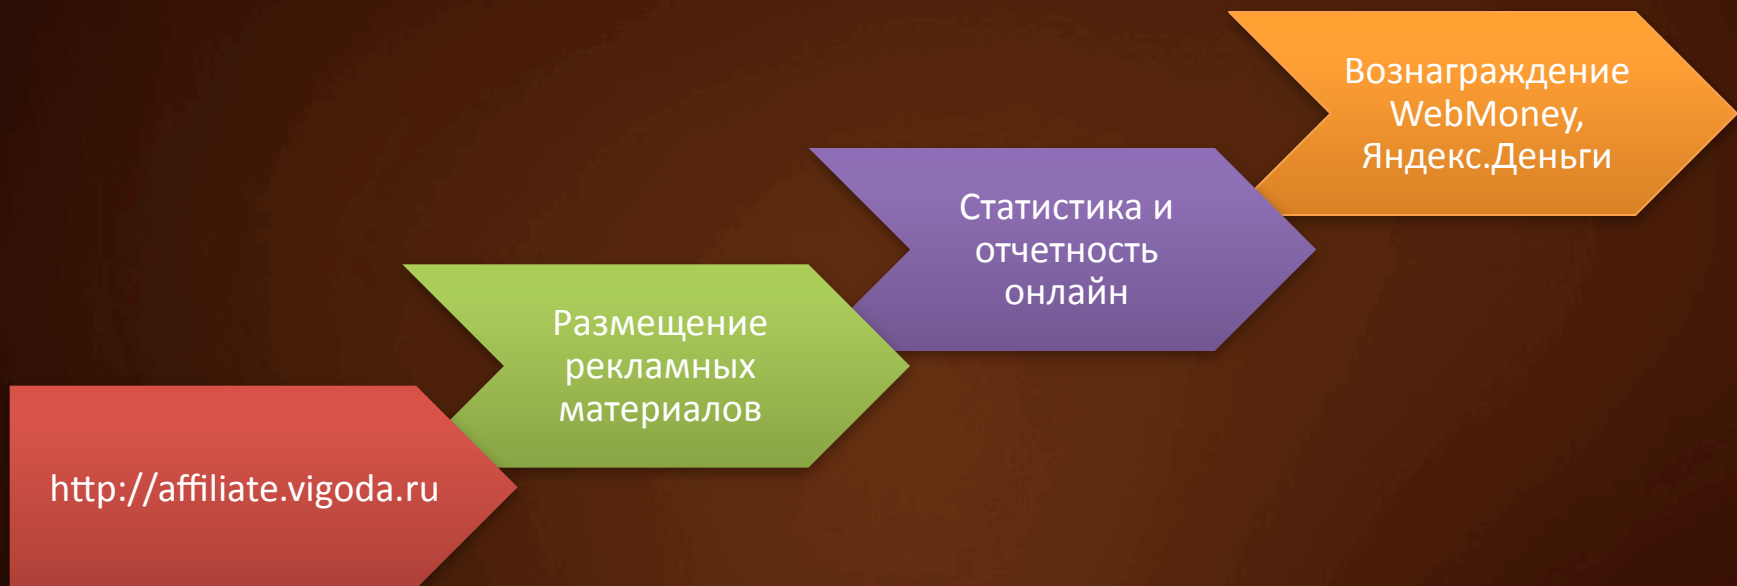 http://affiliate.vigoda.ru
Размещение
рекламных
материалов
Статистика и
отчетность
онлайн
Вознаграждение
WebMoney,
Яндекс.Деньги